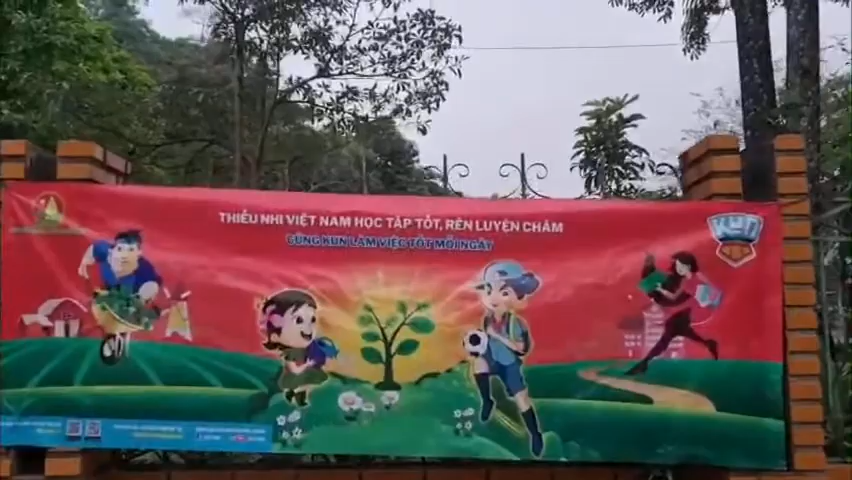 THIẾU NHI VIỆT NAM HỌC TẬP TỐT, RÈN LUYỆN CHĂM
CÙNG KUN LÀM VIỆC TỐT MỖI NGÀY
KUN